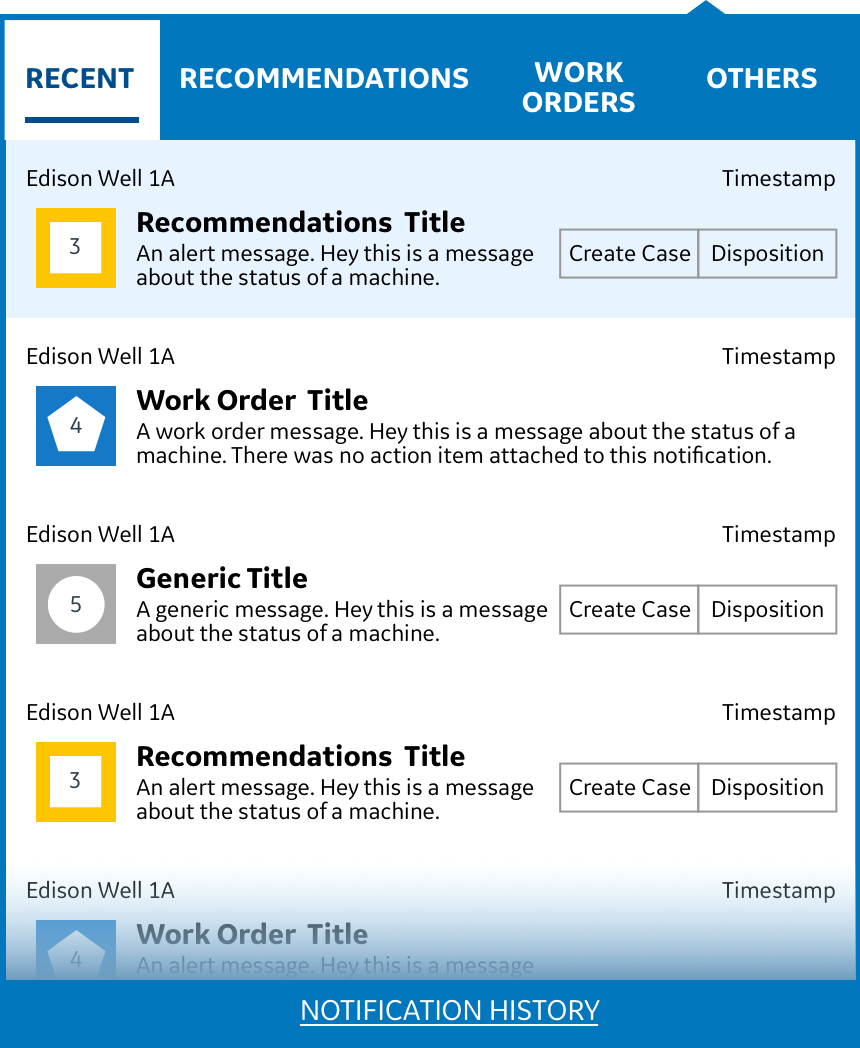 RECENT
RECOMMENDATIONS
WORK
ORDERS
OTHERS
Edison Well 1A
Timestamp
3
Recommendations Title
An alert message. Hey this is a message
about the status of a machine.
Create Case
Disposition
Edison Well 1A
Timestamp
4
Work Order Title
A work order message. Hey this is a message about the status of a
machine. There was no action item attached to this notification.
Edison Well 1A
Timestamp
5
Generic Title
A generic message. Hey this is a message
about the status of a machine.
Create Case
Disposition
Edison Well 1A
Timestamp
3
Recommendations Title
An alert message. Hey this is a message
about the status of a machine.
Create Case
Disposition
Edison Well 1A
Timestamp
4
Work Order Title
An alert message. Hey this is a message
NOTIFICATION HISTORY